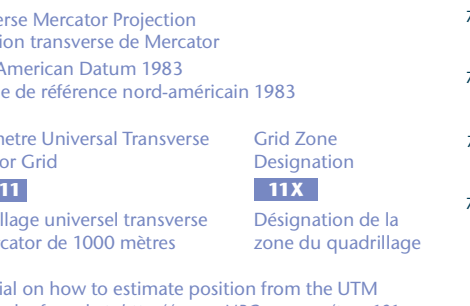 erse Mercator Projection
ion transverse de Mercator
American Datum 1983
e de référence nord-américain 1983
netre Universal Transverse
or Grid
11
Grid Zone
Designation
11X
illage universel transverse
cator de 1000 mètres
Désignation de la
zone du quadrillage
ial on how to estimate position from the UTM